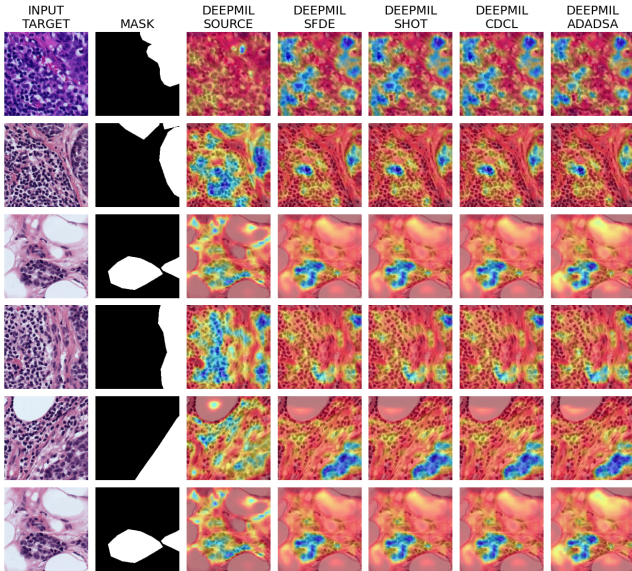 INPUT
TARGET
MASK
DEEPMIL
SOURCE
DEEPMIL
SFDE
DEEPMIL
SHOT
DEEPMIL
CDCL
DEEPMIL
ADADSA